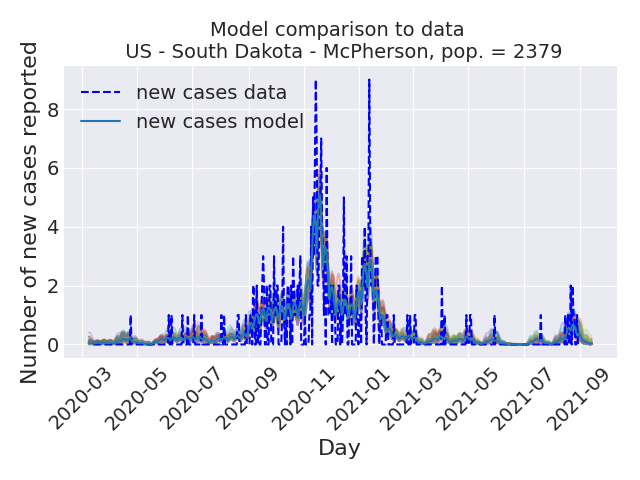 Model comparison to data
US - South Dakota - McPherson, pop. = 2379
Number of new cases reported
new cases data
new cases model
8
6
4
2
0
2020-03
2020-05
2020-07
2020-09
2020-11
2021-01
2021-03
2021-05
2021-07
2021-09
Day